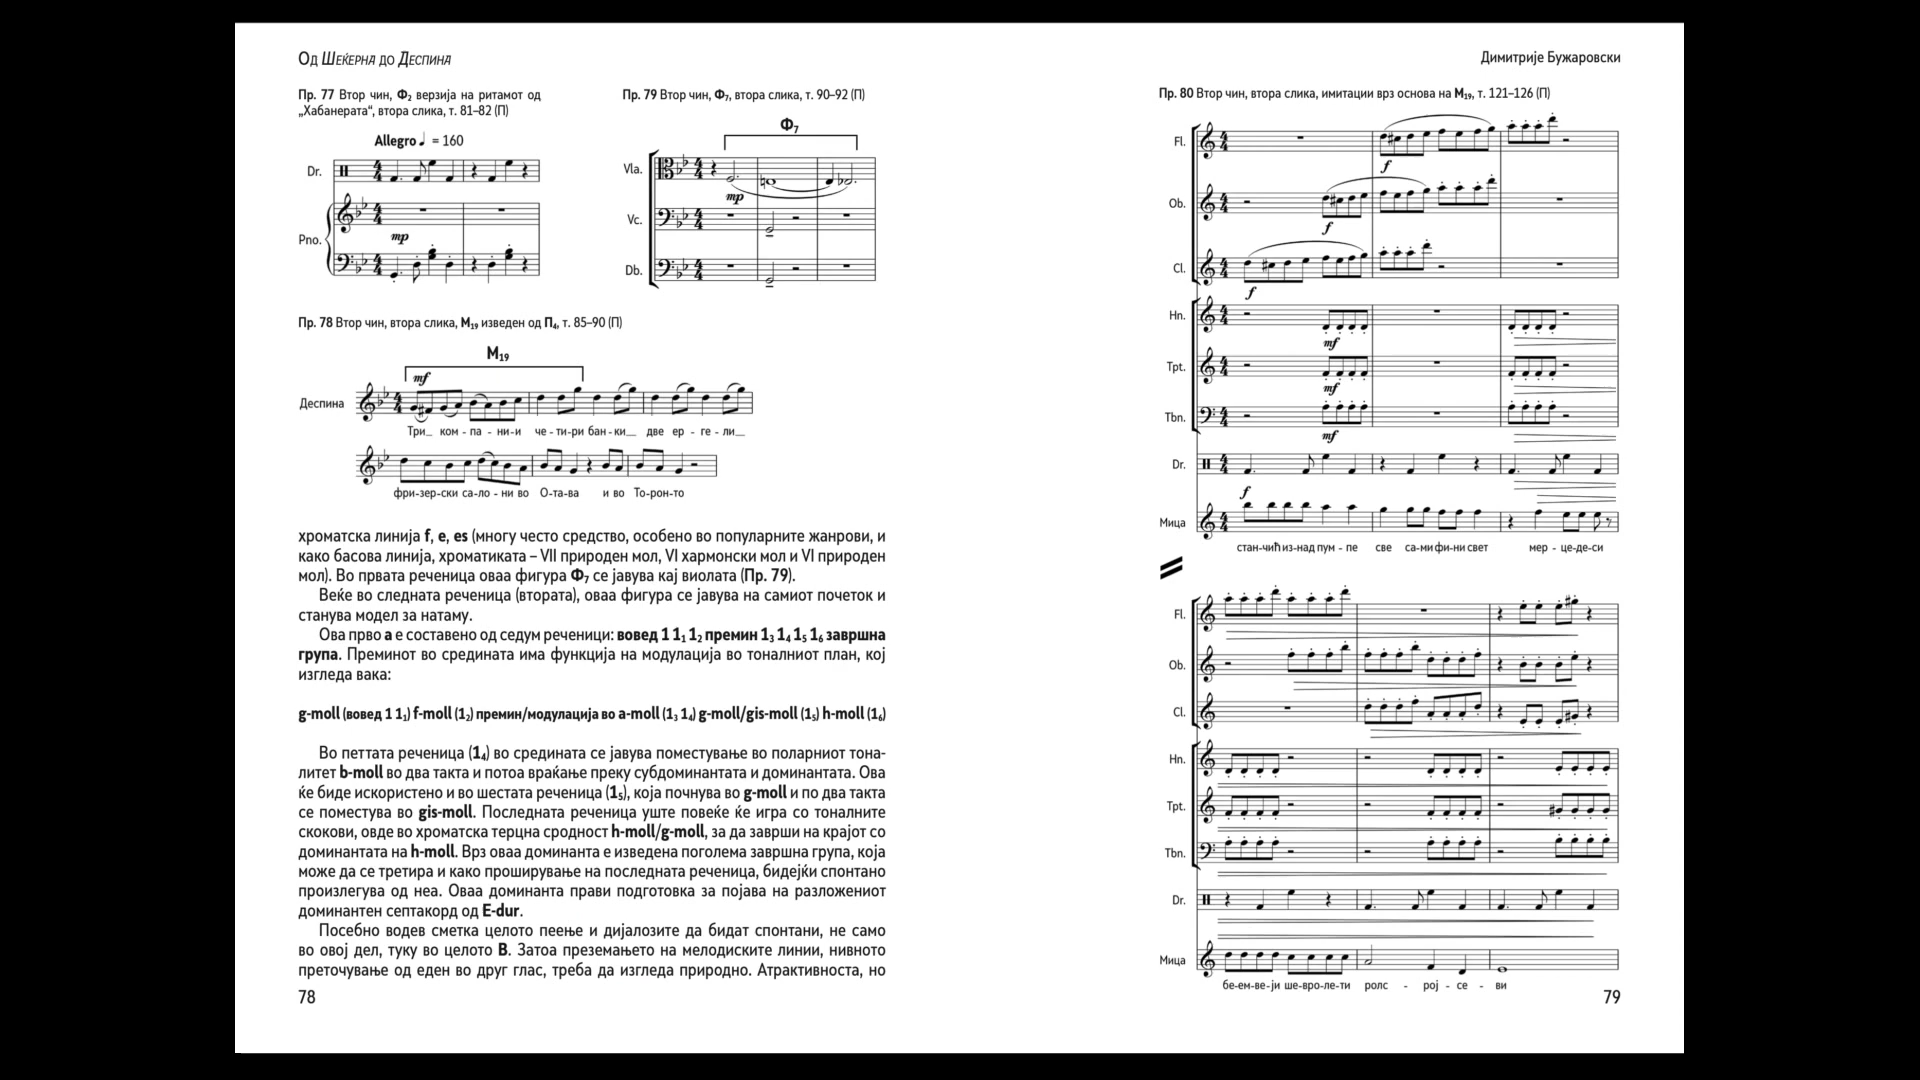 Од Шеќерна до Деспина
Пр. 77 Втор чин, Ф2 верзија на ритамот од
„Хабанерата“, втора слика, т. 81–82 (П)
Allegro ♩ = 160
Dr.
Pno.
mp
Пр. 79 Втор чин, Ф7, втора слика, т. 90–92 (П)
Ф7
Vla.
mp
Vc.
Db.
Пр. 78 Втор чин, втора слика, М19 изведен од П4, т. 85–90 (П)
М19
mf
Деспина
Три_ ком - па - ни-и че-ти-ри бан-ки_ две ер - ге - ли_
фри-зер-ски са-ло - ни во О-та-ва и во То-рон-то
хроматска линија f, e, es (многу често средство, особено во популарните жанрови, и
како басова линија, хроматиката – VII природен мол, VI хармонски мол и VI природен
мол). Во првата реченица оваа фигура Ф7 се јавува кај виолата (Пр. 79).
Веќе во следната реченица (втората), оваа фигура се јавува на самиот почеток и
станува модел за натаму.
Ова прво а е составено од седум реченици: вовед 1 11 12 премин 13 14 15 16 завршна
група. Преминот во средината има функција на модулација во тоналниот план, кој
изгледа вака:
g-moll (вовед 1 11) f-moll (12) премин/модулација во a-moll (13 14) g-moll/gis-moll (15) h-moll (16)
Во петтата реченица (14) во средината се јавува поместување во поларниот тона-
литет b-moll во два такта и потоа враќање преку субдоминантата и доминантата. Ова
ќе биде искористено и во шестата реченица (15), која почнува во g-moll и по два такта
се поместува во gis-moll. Последната реченица уште повеќе ќе игра со тоналните
скокови, овде во хроматска терцна сродност h-moll/g-moll, за да заврши на крајот со
доминантата на h-moll. Врз оваа доминанта е изведена поголема завршна група, која
може да се третира и како проширување на последната реченица, бидејќи спонтано
произлегува од неа. Оваа доминанта прави подготовка за појава на разложениот
доминантен септакорд од E-dur.
Посебно водев сметка целото пеење и дијалозите да бидат спонтани, не само
во овој дел, туку во целото B. Затоа преземањето на мелодиските линии, нивното
преточување од еден во друг глас, треба да изгледа природно. Атрактивноста, но
78
Димитрије Бужаровски
Пр. 80 Втор чин, втора слика, имитации врз основа на М19, т. 121–126 (П)
Fl.
f
Ob.
f
Cl.
f
Hn.
mf
Tpt.
mf
Tbn.
mf
Dr.
f
Мица
стан-чић из-над пум - пе све са-ми фи-ни свет мер - це-де-си
Fl.
Ob.
Cl.
Hn.
Tpt.
Tbn.
Dr.
Мица
бе-ем-ве-ји ше-вро-ле-ти ролс - рој - се - ви
79